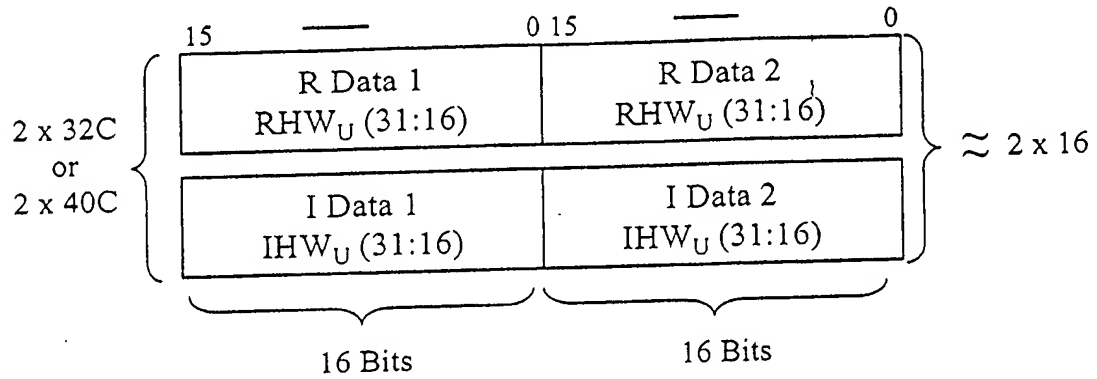 15 0 15 0
R Data 1 R Data 2
RHWU (31:16) RHWU (31:16)
2 x 32C
or
2 x 40C
≈ 2 x 16
I Data 1 I Data 2
IHWU (31:16) IHWU (31:16)
16 Bits 16 Bits